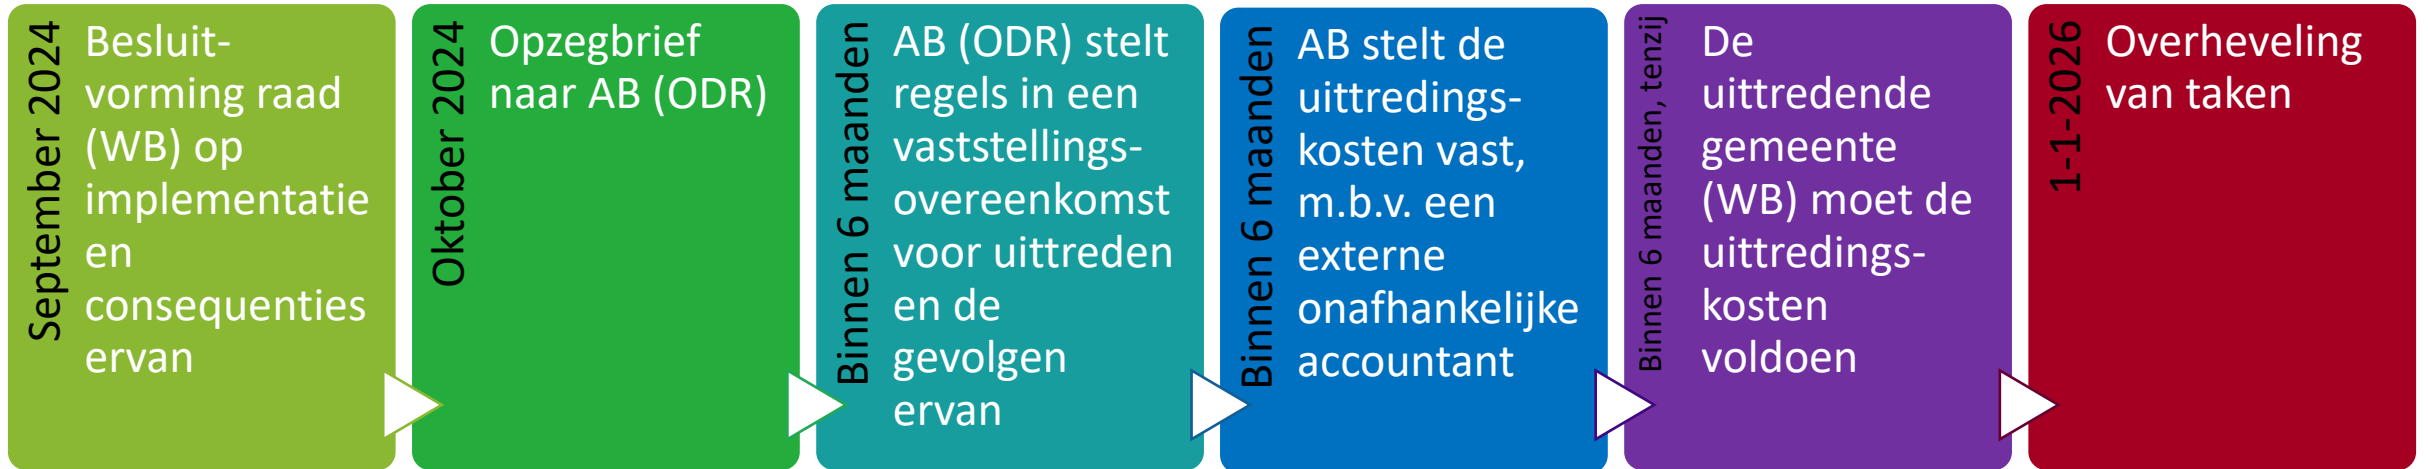 September 2024
Besluit-
vorming raad
(WB) op
implementatie
en
consequenties
ervan
Oktober 2024
Opzegbrief
naar AB (ODR)
Binnen 6 maanden
AB (ODR) stelt
regels in een
vaststellings-
overeenkomst
voor uittreden
en de
gevolgen
ervan
Binnen 6 maanden
AB stelt de
uittredings-
kosten vast,
m.b.v. een
externe
onafhankelijke
accountant
Binnen 6 maanden, tenzij
De
uittredende
gemeente
(WB) moet de
uittredings-
kosten
voldoen
1-1-2026
Overheveling
van taken